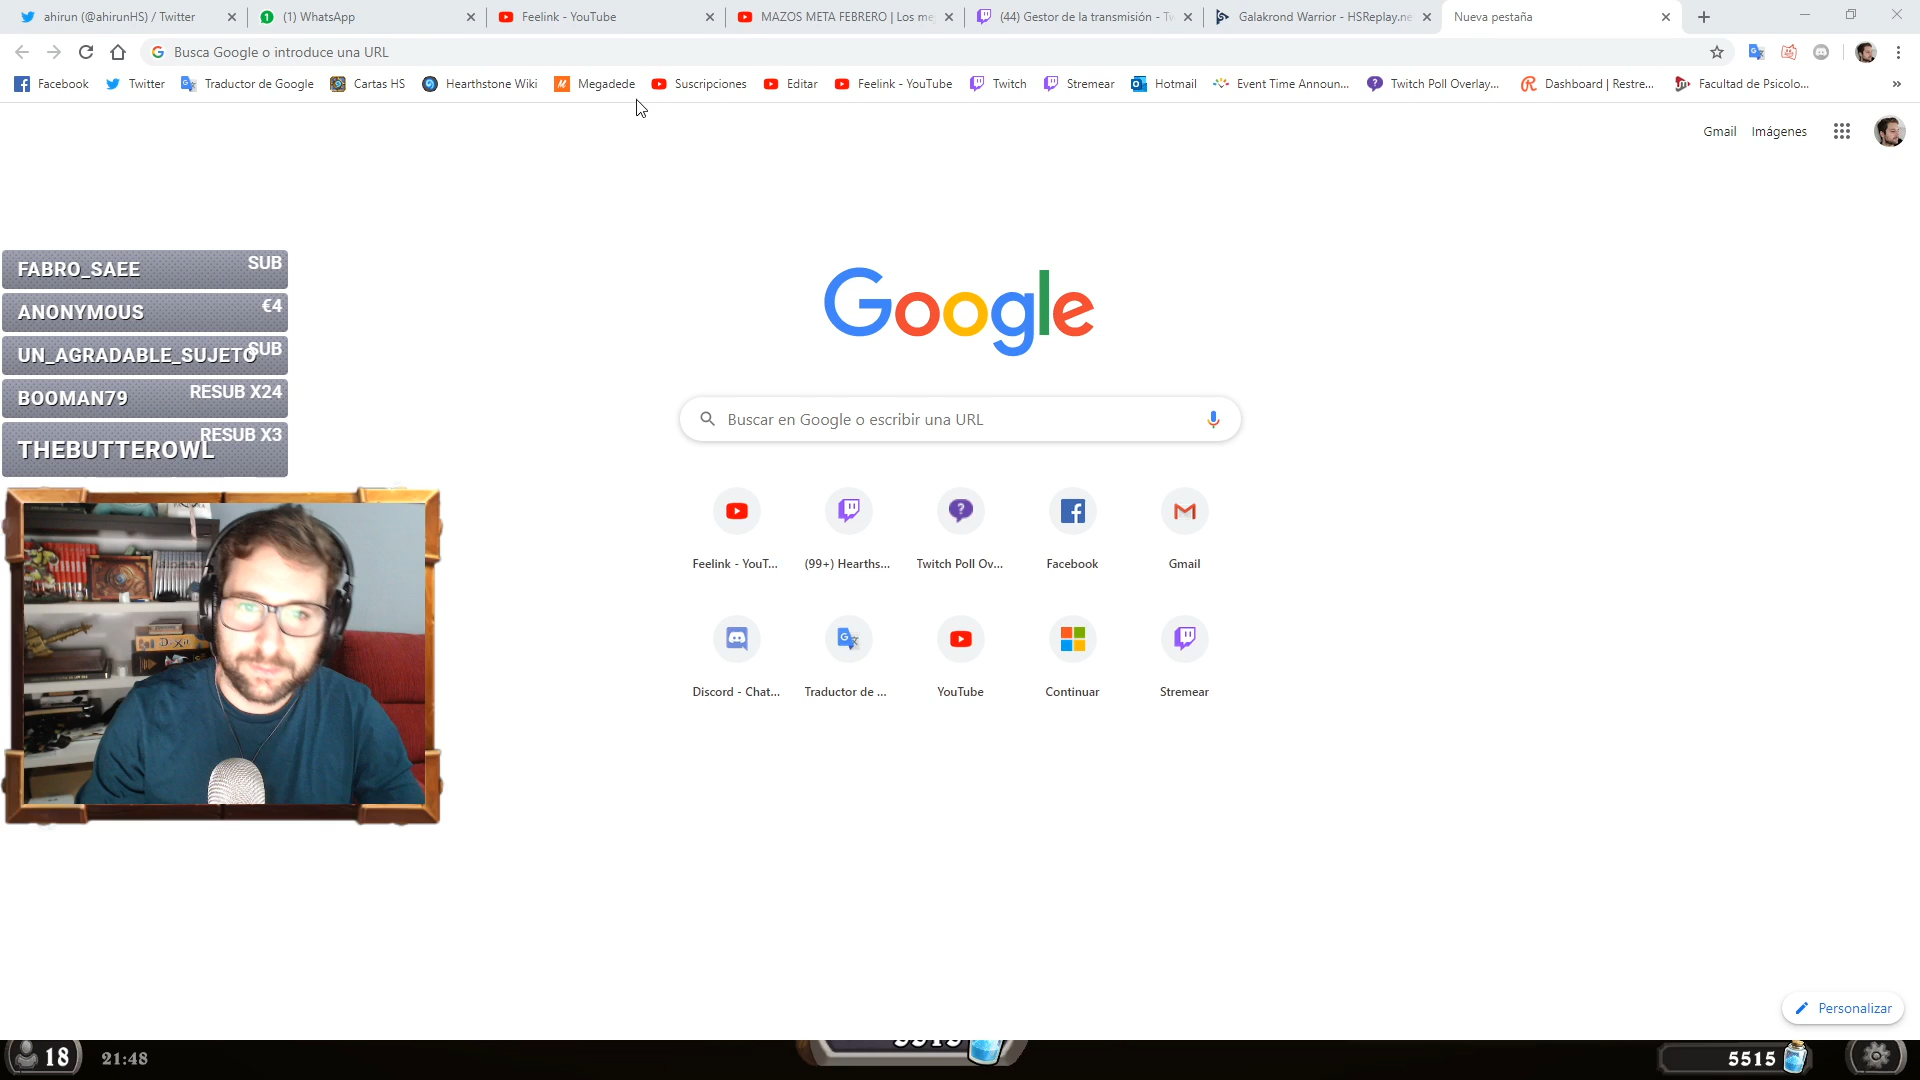 ahirun (@ahirunHS) / Twitter
(1) WhatsApp
Feelink - YouTube
MAZOS META FEBRERO | Los me
(44) Gestor de la transmisión - Tw
Galakrond Warrior - HSReplay.ne
Nueva pestaña
Busca Google o introduce una URL
Facebook
Twitter
Traductor de Google
Cartas HS
Hearthstone Wiki
Megadede
Suscripciones
Editar
Feelink - YouTube
Twitch
Stremear
Hotmail
Event Time Announ...
Twitch Poll Overlay...
Dashboard | Restre...
Facultad de Psicolo...
»
Gmail
Imágenes
FABRO_SAEE SUB
ANONYMOUS €4
UN_AGRADABLE_SUJETO SUB
BOOMAN79 RESUB X24
THEBUTTEROWL RESUB X3
Google
Buscar en Google o escribir una URL
Feelink - YouT...
(99+) Hearths...
Twitch Poll Ov...
Facebook
Gmail
Discord - Chat...
Traductor de ...
YouTube
Continuar
Stremear
Personalizar
18
21:48
5515
5515